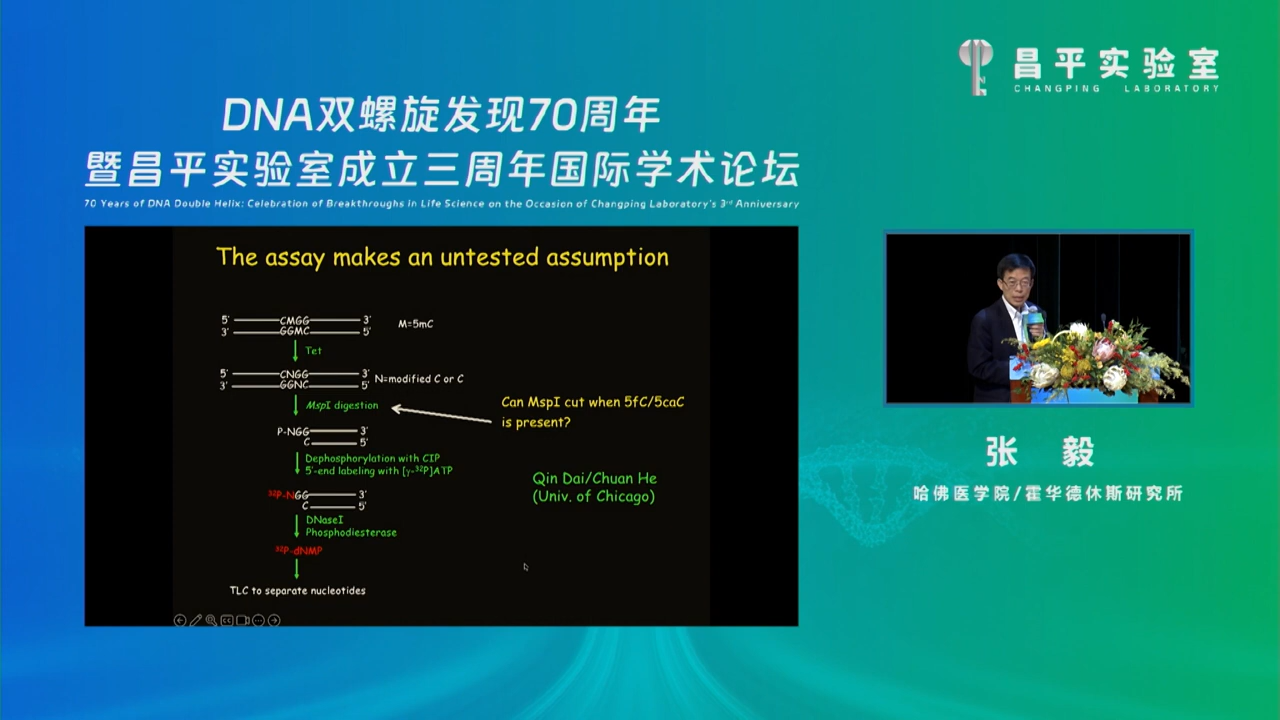 昌平实验室
CHANGPING LABORATORY
DNA双螺旋发现70周年
暨昌平实验室成立三周年国际学术论坛
70 Years of DNA Double Helix: Celebration of Breakthroughs in Life Science on the Occasion of Changping Laboratory's 3rd Anniversary
The assay makes an untested assumption
5' CMGG 3'
3' GGMC 5'
M=5mC
Tet
5' CNGG 3'
3' GGNC 5'
N=modified C or C
MspI digestion
Can MspI cut when 5fC/5caC
is present?
P-NGG 3'
C 5'
Dephosphorylation with CIP
5'-end labeling with [γ-³²P]ATP
Qin Dai/Chuan He
(Univ. of Chicago)
³²P-NGG 3'
C 5'
DNaseI
Phosphodiesterase
³²P-dNMP
TLC to separate nucleotides
张 毅
哈佛医学院/霍华德休斯研究所